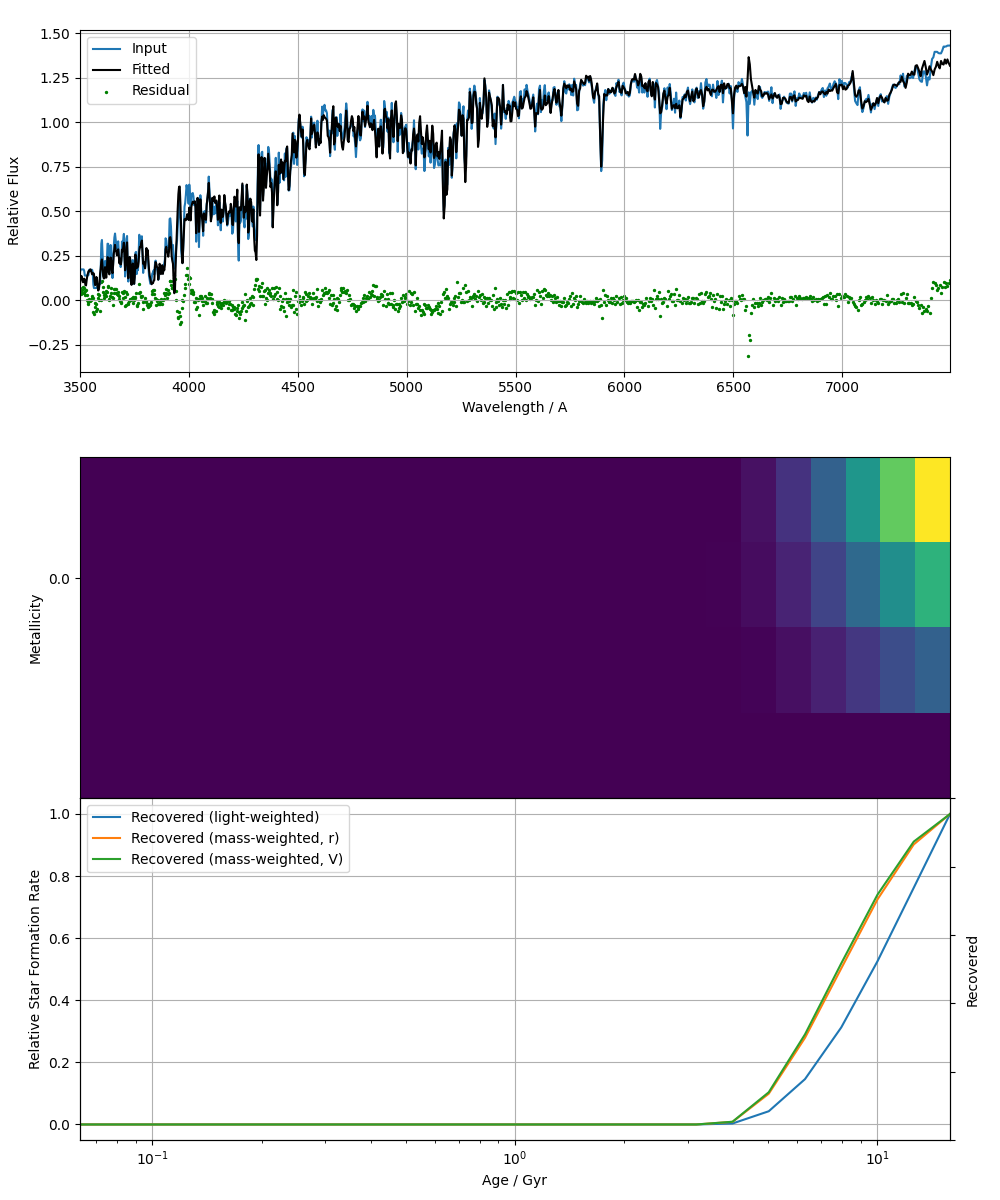 1.50
1.25
1.00
0.75
0.50
0.25
0.00
−0.25
Relative Flux
Input
Fitted
Residual
3500
4000
4500
5000
5500
6000
6500
7000
Wavelength / A
0.0
Metallicity
1.0
0.8
0.6
0.4
0.2
0.0
Relative Star Formation Rate
Recovered (light-weighted)
Recovered (mass-weighted, r)
Recovered (mass-weighted, V)
Recovered
10⁻¹
10⁰
10¹
Age / Gyr